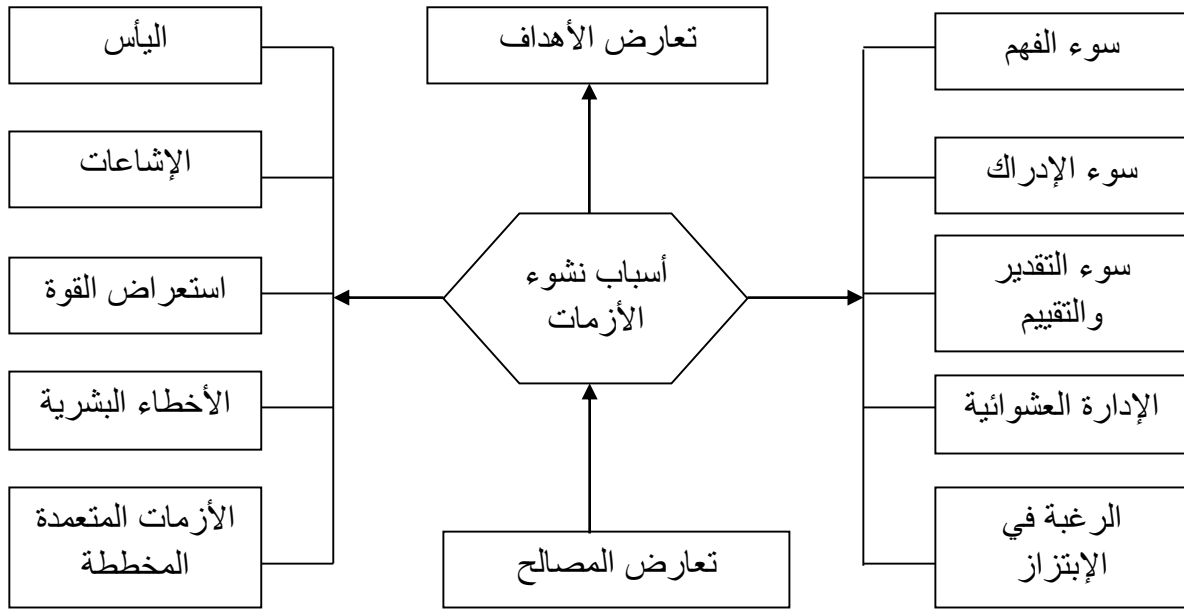 سوء الفهم
سوء الإدراك
سوء التقدير
والتقييم
الإدارة العشوائية
الرغبة في
الإبتزاز
تعارض الأهداف
أسباب نشوء
الأزمات
تعارض المصالح
اليأس
الإشاعات
استعراض القوة
الأخطاء البشرية
الأزمات المتعمدة
المخططة